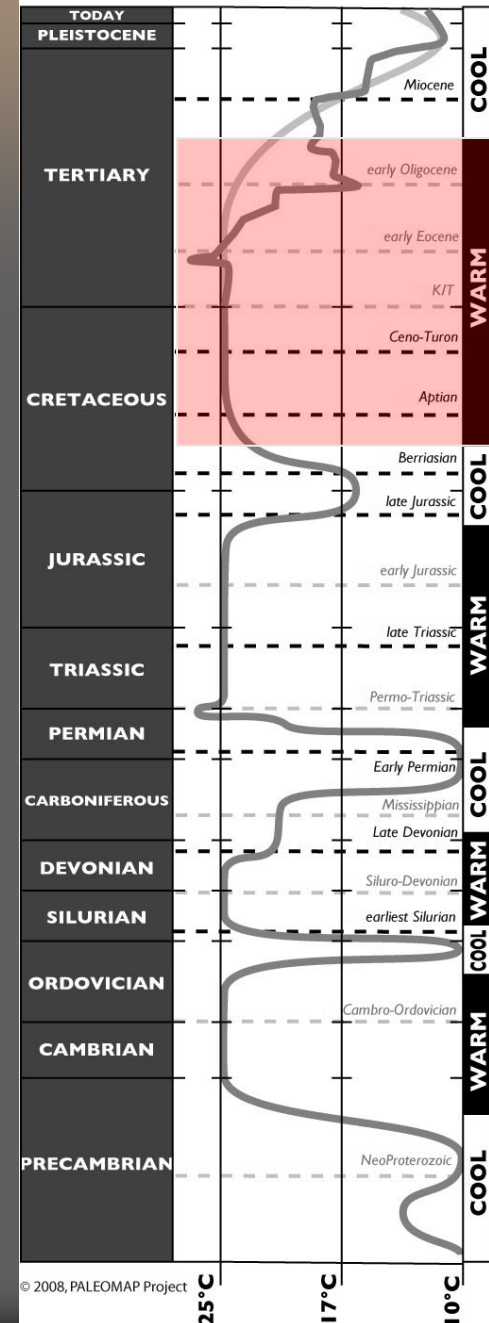 TODAY
PLEISTOCENE
COOL
Miocene
TERTIARY
early Oligocene
early Eocene
WARM
K/T
Ceno-Turon
CRETACEOUS
Aptian
Berriasian
COOL
late Jurassic
JURASSIC
early Jurassic
WARM
late Triassic
TRIASSIC
Permo-Triassic
PERMIAN
Early Permian
COOL
CARBONIFEROUS
Mississippian
Late Devonian
DEVONIAN
WARM
Siluro-Devonian
SILURIAN
earliest Silurian
COOL
ORDOVICIAN
Cambro-Ordovician
WARM
CAMBRIAN
PRECAMBRIAN
NeoProterozoic
COOL
© 2008, PALEOMAP Project
25°C
17°C
10°C